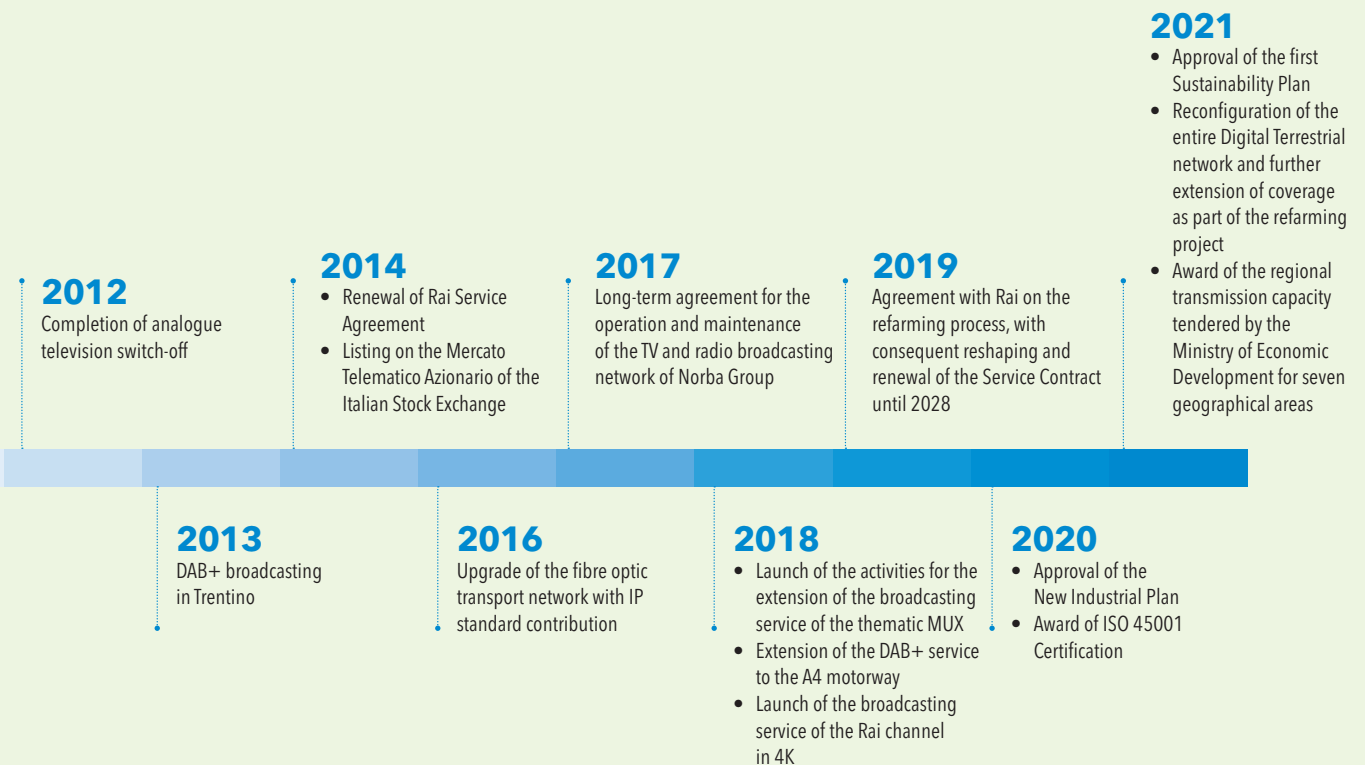 2012
Completion of analogue
television switch-off
2013
DAB+ broadcasting
in Trentino
2014
• Renewal of Rai Service
Agreement
• Listing on the Mercato
Telematico Azionario of the
Italian Stock Exchange
2016
Upgrade of the fibre optic
transport network with IP
standard contribution
2017
Long-term agreement for the
operation and maintenance
of the TV and radio broadcasting
network of Norba Group
2018
• Launch of the activities for the
extension of the broadcasting
service of the thematic MUX
• Extension of the DAB+ service
to the A4 motorway
• Launch of the broadcasting
service of the Rai channel
in 4K
2019
Agreement with Rai on the
refarming process, with
consequent reshaping and
renewal of the Service Contract
until 2028
2020
• Approval of the
New Industrial Plan
• Award of ISO 45001
Certification
2021
• Approval of the first
Sustainability Plan
• Reconfiguration of the
entire Digital Terrestrial
network and further
extension of coverage
as part of the refarming
project
• Award of the regional
transmission capacity
tendered by the
Ministry of Economic
Development for seven
geographical areas